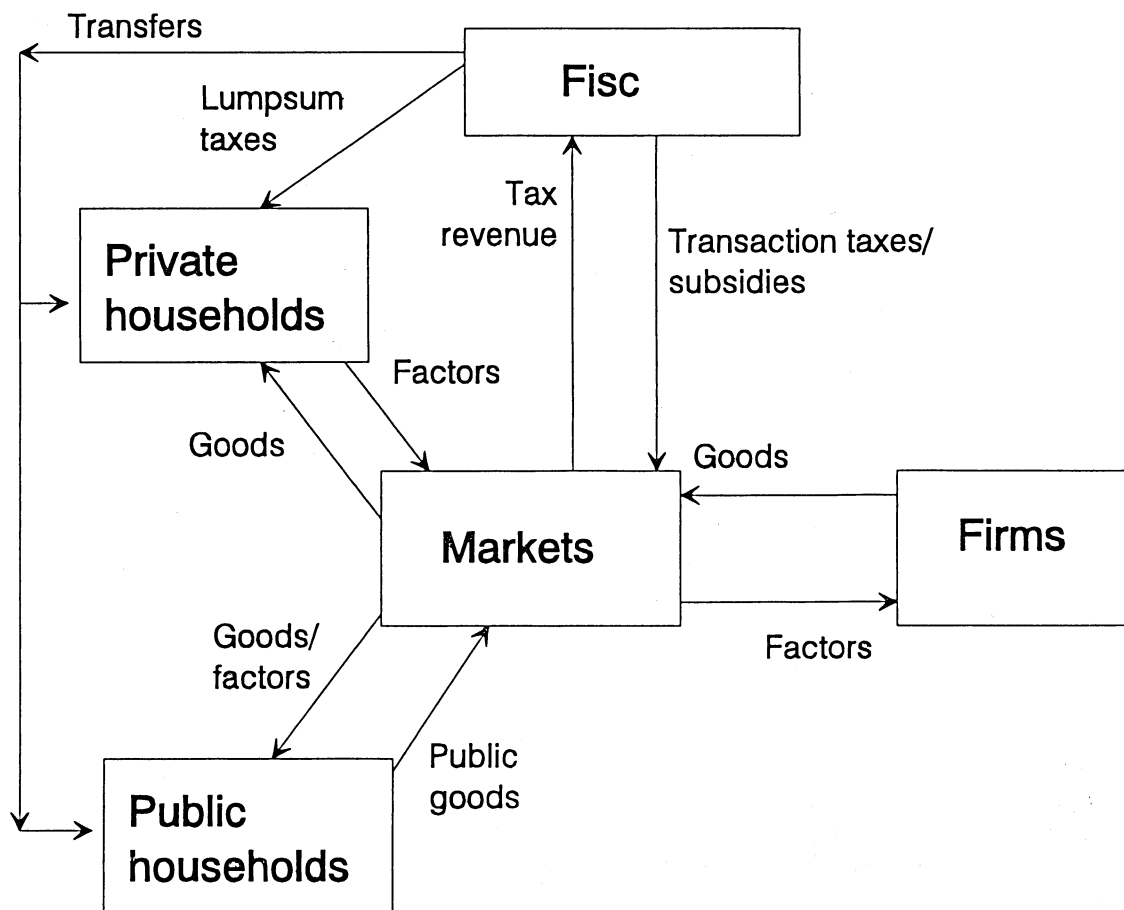 Transfers
Fisc
Lumpsum
taxes
Tax
revenue
Transaction taxes/
subsidies
Private
households
Factors
Goods
Goods
Markets
Firms
Goods/
factors
Factors
Public
goods
Public
households